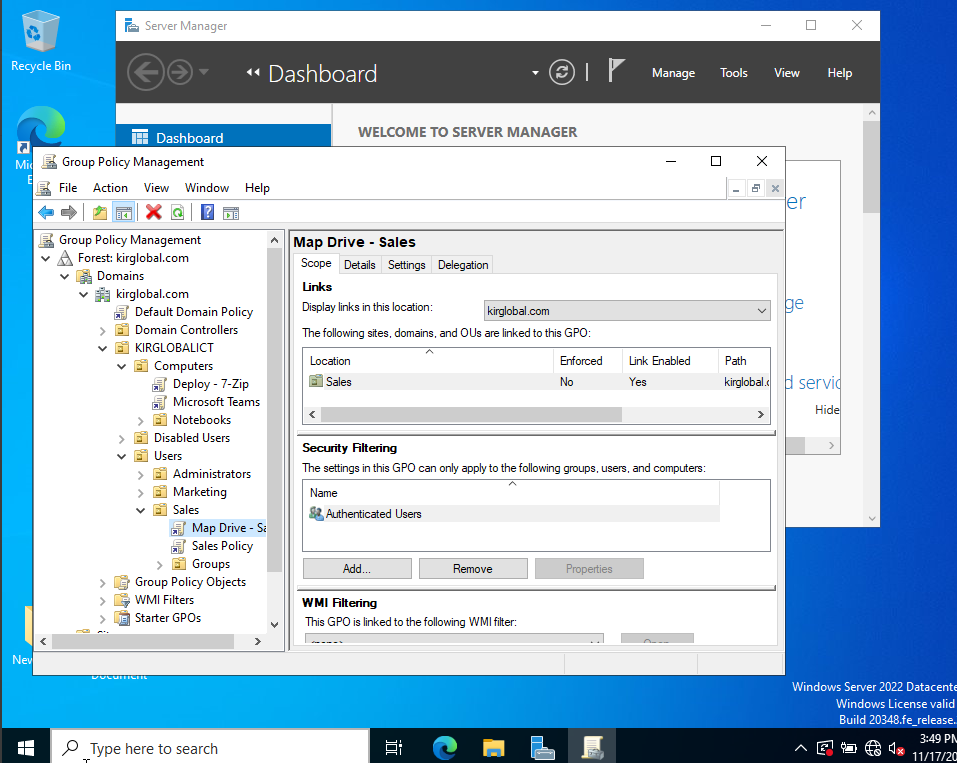 Recycle Bin
Server Manager
Dashboard
Manage
Tools
View
Help
Dashboard
WELCOME TO SERVER MANAGER
Group Policy Management
File
Action
View
Window
Help
Group Policy Management
Forest: kirglobal.com
Domains
kirglobal.com
Default Domain Policy
Domain Controllers
KIRGLOBALICT
Computers
Deploy - 7-Zip
Microsoft Teams
Notebooks
Disabled Users
Users
Administrators
Marketing
Sales
Map Drive - Sa
Sales Policy
Groups
Group Policy Objects
WMI Filters
Starter GPOs
Map Drive - Sales
Scope
Details
Settings
Delegation
Links
Display links in this location:
kirglobal.com
The following sites, domains, and OUs are linked to this GPO:
Location
Enforced
Link Enabled
Path
Sales
No
Yes
kirglobal.c
Security Filtering
The settings in this GPO can only apply to the following groups, users, and computers:
Name
Authenticated Users
Add...
Remove
Properties
WMI Filtering
This GPO is linked to the following WMI filter:
Hide
Document
Windows Server 2022 Datacente
Windows License valid
Build 20348.fe_release.
Type here to search
3:49 PM
11/17/20